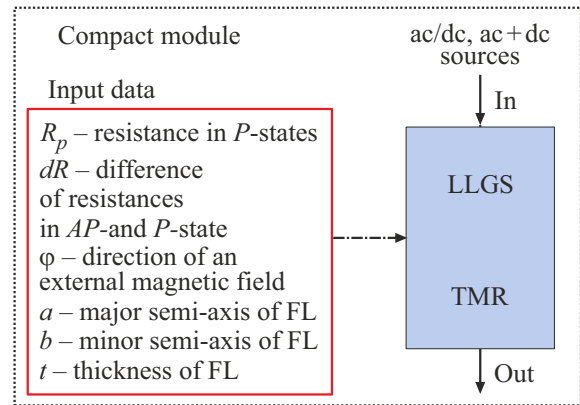 Compact module
ac/dc, ac + dc
sources
Input data
In
R_p – resistance in P-states
dR – difference
of resistances
in AP-and P-state
φ – direction of an
external magnetic field
a – major semi-axis of FL
b – minor semi-axis of FL
t – thickness of FL
LLGS
TMR
Out